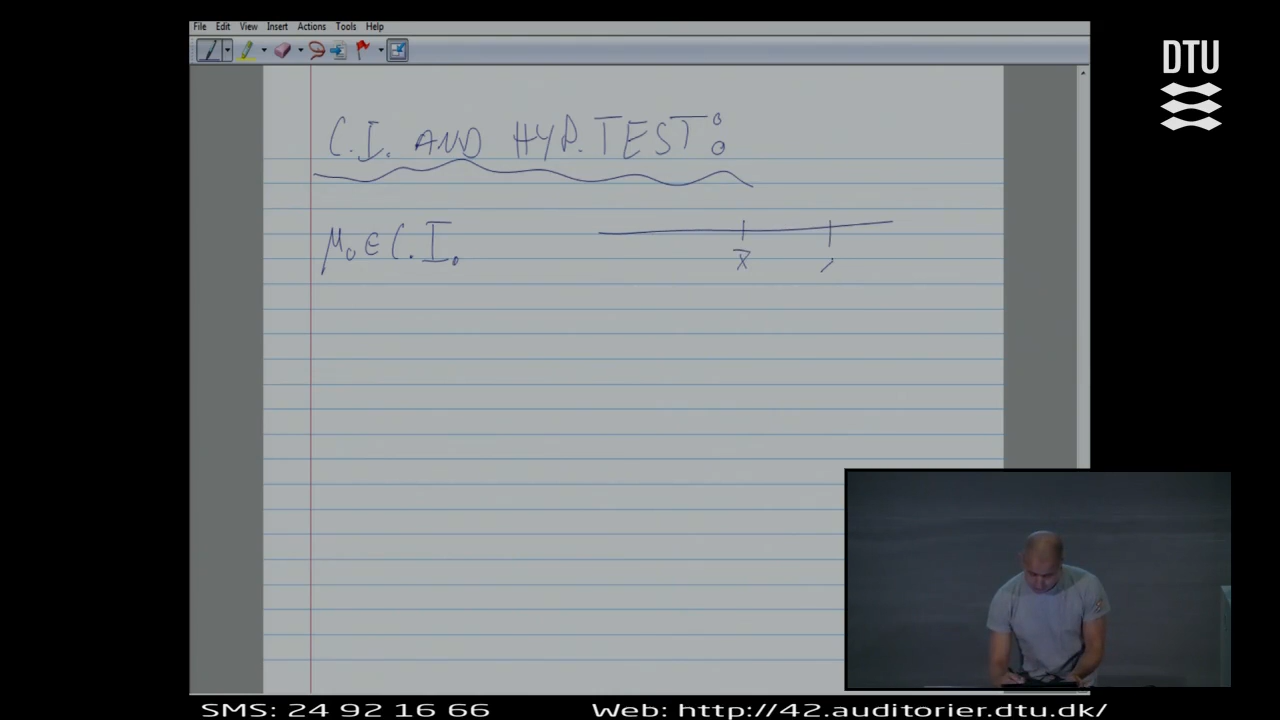 File Edit View Insert Actions Tools Help
DTU
C.I. AND HYP. TEST:
μ₀ ∈ C.I.
x̄
SMS: 24 92 16 66 Web: http://42.auditorier.dtu.dk/